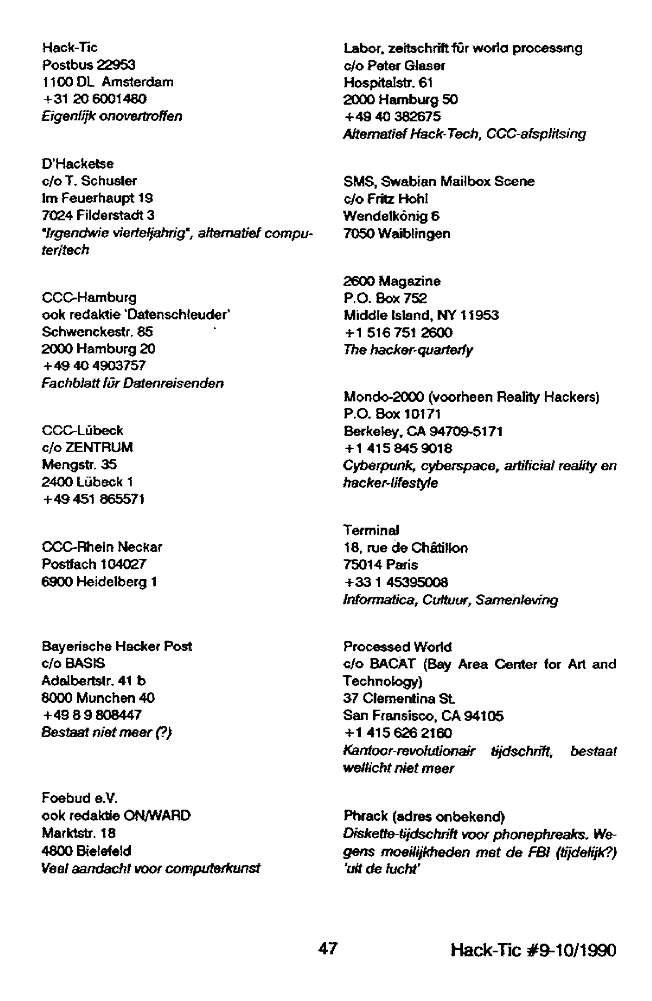 Hack-Tic
Postbus 22953
1100 DL Amsterdam
+31 20 6001480
Eigenlijk onovertroffen
D'Hacketse
c/o T. Schuster
Im Feuerhaupt 19
7024 Filderstadt 3
"Irgendwie vierteljahrig", alternatief compu-
ter/tech
CCC-Hamburg
ook redaktie 'Datenschleuder'
Schwenckestr. 85
2000 Hamburg 20
+49 40 4903757
Fachblatt für Datenreisenden
CCC-Lübeck
c/o ZENTRUM
Mengstr. 35
2400 Lübeck 1
+49 451 865571
CCC-Rhein Neckar
Postfach 104027
6900 Heidelberg 1
Bayerische Hacker Post
c/o BASIS
Adalbertstr. 41 b
8000 Munchen 40
+49 8 9 808447
Bestaat niet meer (?)
Foebud e.V.
ook redaktie ON/WARD
Marktstr. 18
4800 Bielefeld
Veel aandacht voor computerkunst
Labor, zeitschrift für world processing
c/o Peter Glaser
Hospitalstr. 61
2000 Hamburg 50
+49 40 382675
Alternatief Hack-Tech, CCC-afsplitsing
SMS, Swabian Mailbox Scene
c/o Fritz Hohl
Wendelkönig 6
7050 Waiblingen
2600 Magazine
P.O. Box 752
Middle Island, NY 11953
+1 516 751 2600
The hacker-quarterly
Mondo-2000 (voorheen Reality Hackers)
P.O. Box 10171
Berkeley, CA 94709-5171
+1 415 845 9018
Cyberpunk, cyberspace, artificial reality en
hacker-lifestyle
Terminal
18, rue de Châtillon
75014 Paris
+33 1 45395008
Informatica, Cultuur, Samenleving
Processed World
c/o BACAT (Bay Area Center for Art and
Technology)
37 Clementina St.
San Fransisco, CA 94105
+1 415 626 2160
Kantoor-revolutionair tijdschrift, bestaat
wellicht niet meer
Phrack (adres onbekend)
Diskette-tijdschrift voor phonephreaks. We-
gens moeilijkheden met de FBI (tijdelijk?)
'uit de lucht'
47
Hack-Tic #9-10/1990